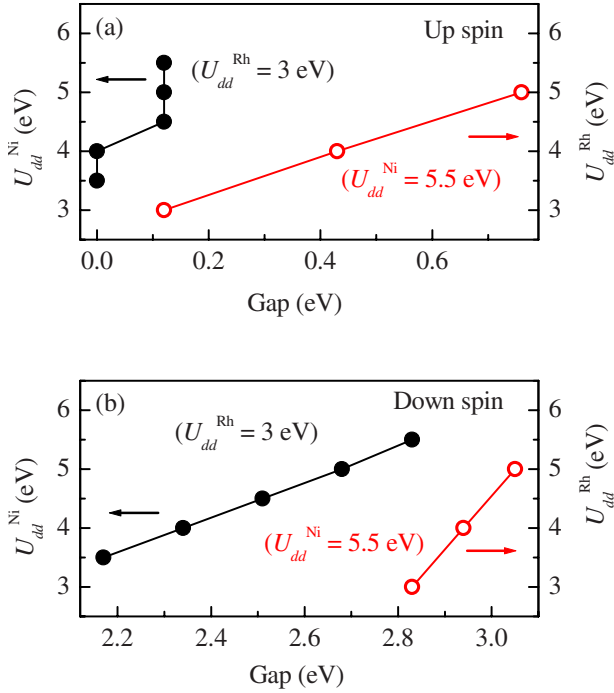 (a)
Up spin
(U_dd^Rh = 3 eV)
(U_dd^Ni = 5.5 eV)
6
5
4
3
U_dd^Ni (eV)
6
5
4
3
U_dd^Rh (eV)
0.0 0.2 0.4 0.6
Gap (eV)
(b)
Down spin
(U_dd^Rh = 3 eV)
(U_dd^Ni = 5.5 eV)
6
5
4
3
U_dd^Ni (eV)
6
5
4
3
U_dd^Rh (eV)
2.2 2.4 2.6 2.8 3.0
Gap (eV)